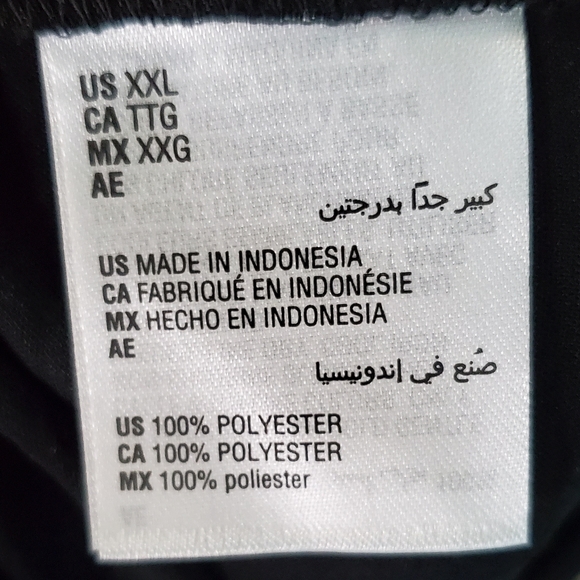 US XXL
CA TTG
MX XXG
AE
كبير جدًا بدرجتين
US MADE IN INDONESIA
CA FABRIQUÉ EN INDONÉSIE
MX HECHO EN INDONESIA
AE
صُنع في إندونيسيا
US 100% POLYESTER
CA 100% POLYESTER
MX 100% poliester